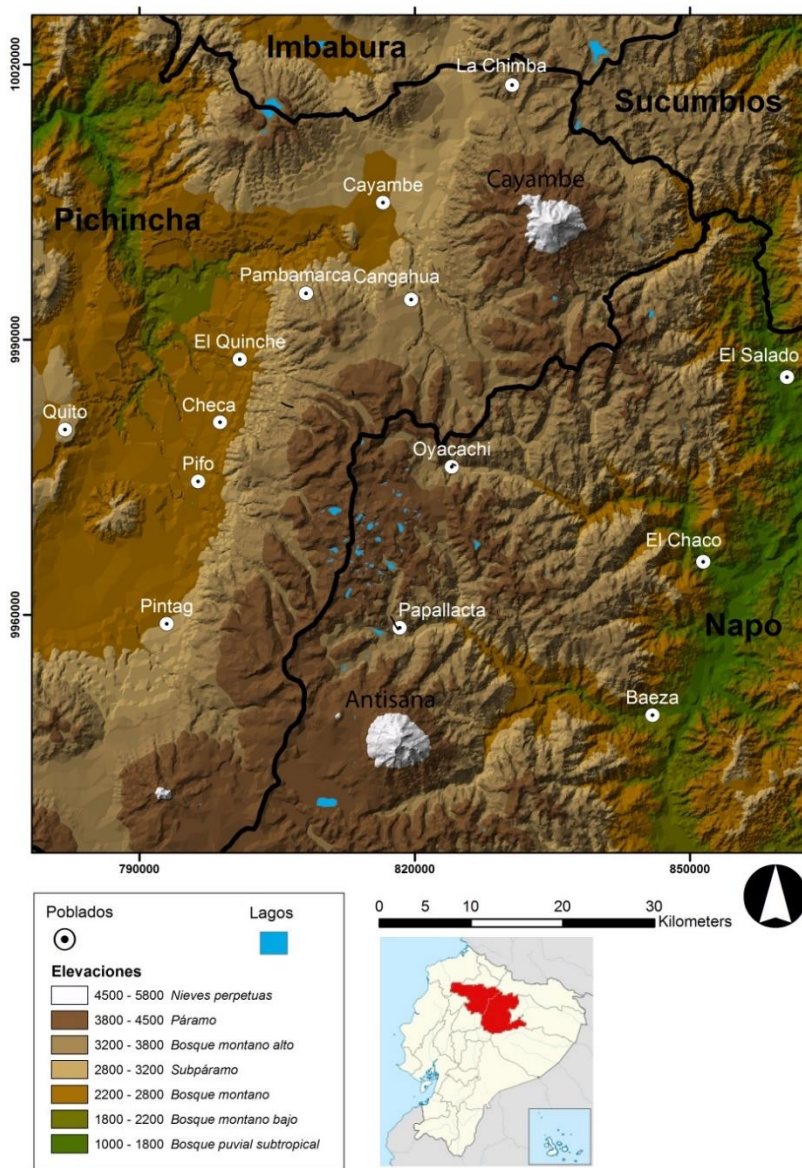 Imbabura
10020000
La Chimba
Sucumbios
Cayambe
Cayambe
Pichincha
Pambamarca
Cangahua
9990000
El Quinche
El Salado
Checa
Quito
Oyacachi
Pifo
El Chaco
9960000
Pintag
Papallacta
Napo
Antisana
Baeza
790000
820000
850000
Poblados
Lagos
Elevaciones
4500 - 5800 Nieves perpetuas
3800 - 4500 Páramo
3200 - 3800 Bosque montano alto
2800 - 3200 Subpáramo
2200 - 2800 Bosque montano
1800 - 2200 Bosque montano bajo
1000 - 1800 Bosque puvial subtropical
0 5 10 20 30
Kilometers